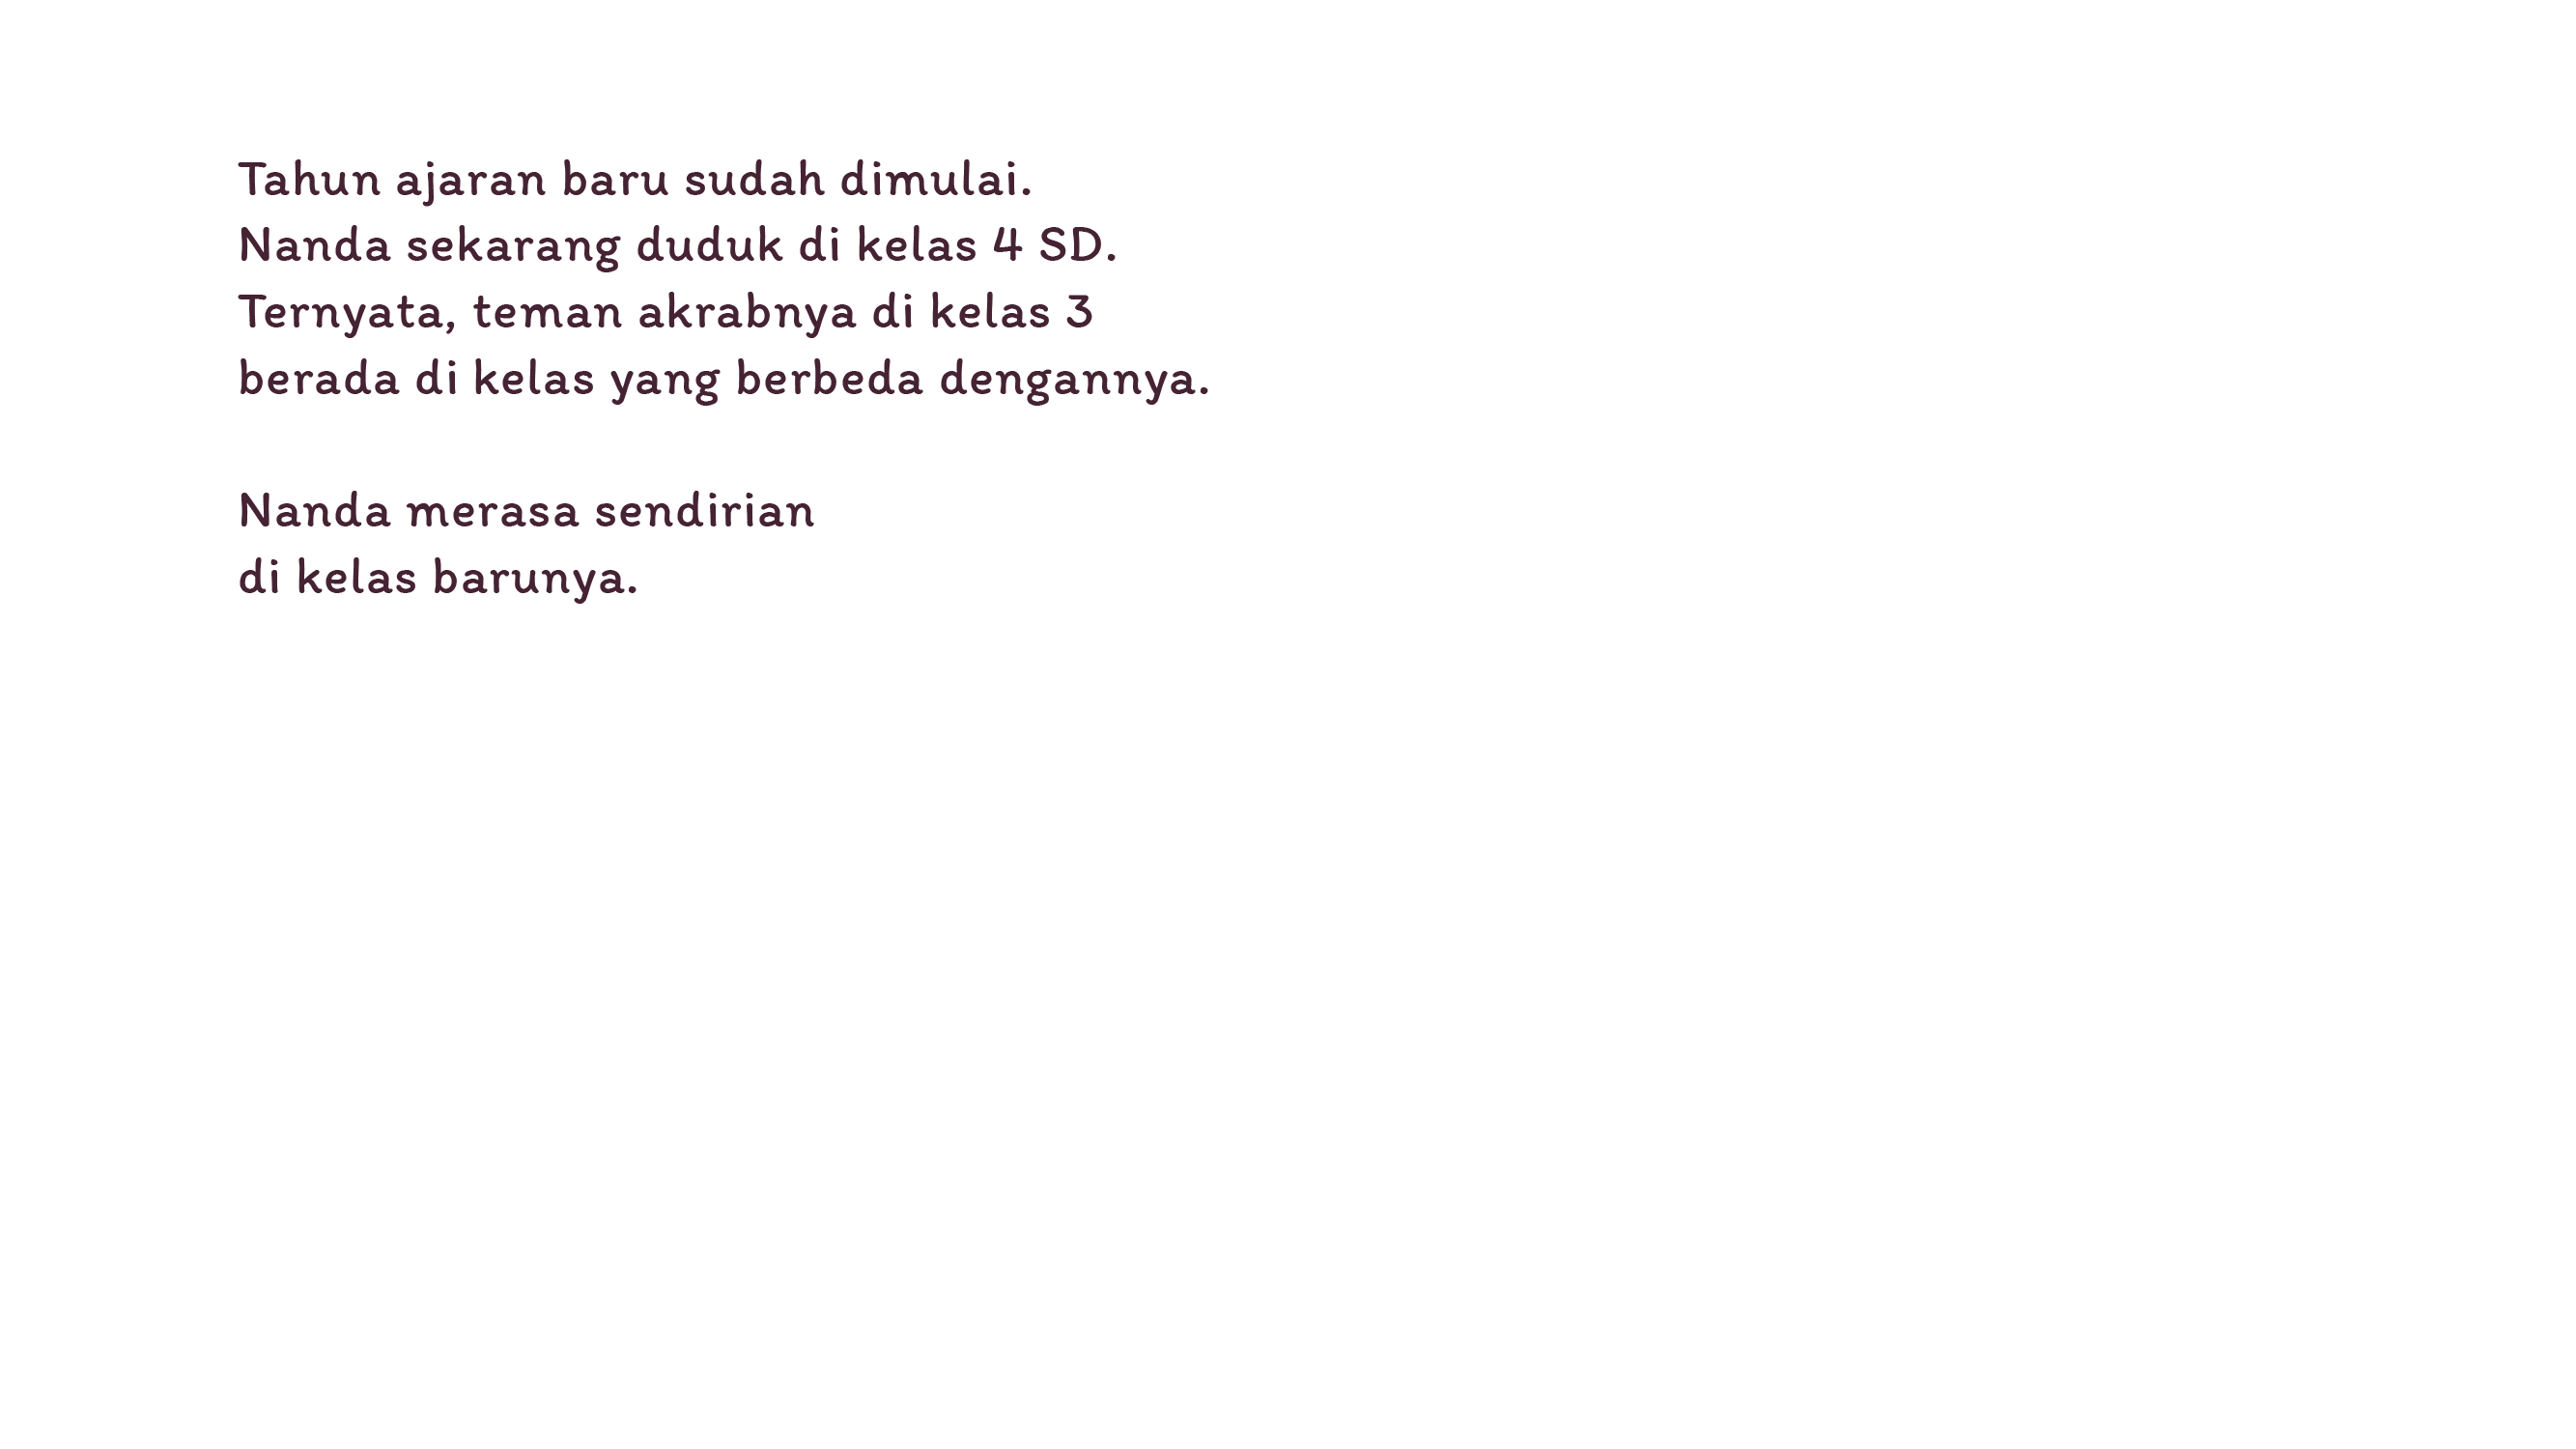 Tahun ajaran baru sudah dimulai.
Nanda sekarang duduk di kelas 4 SD.
Ternyata, teman akrabnya di kelas 3
berada di kelas yang berbeda dengannya.
Nanda merasa sendirian
di kelas barunya.